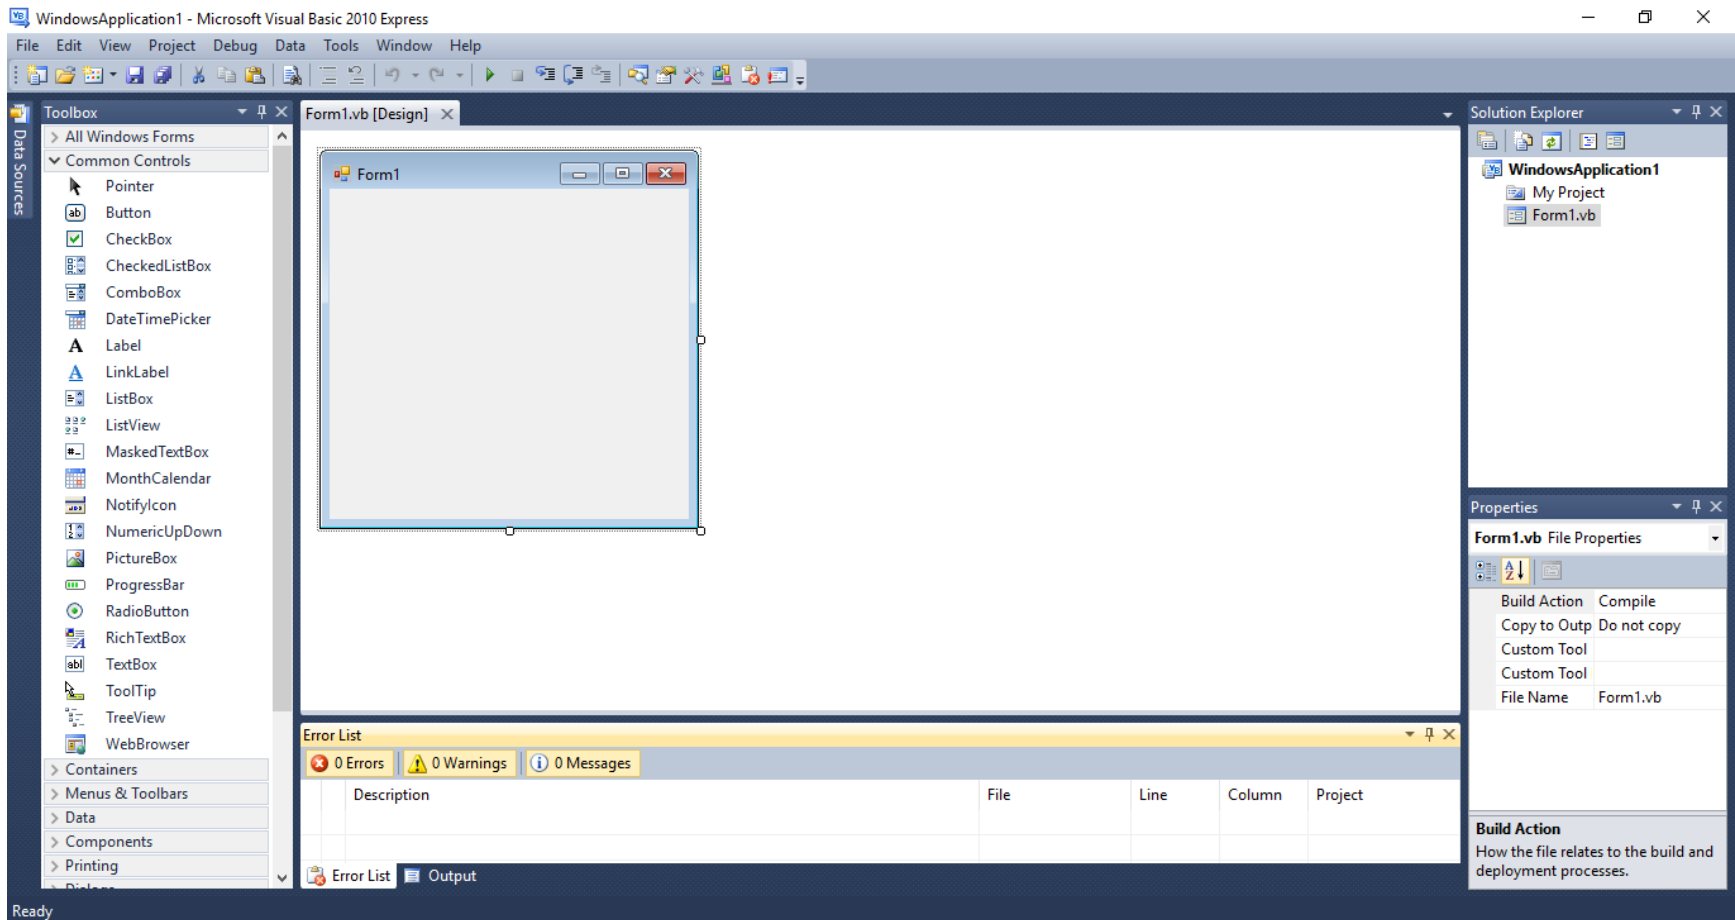 WindowsApplication1 - Microsoft Visual Basic 2010 Express
File Edit View Project Debug Data Tools Window Help
Data Sources
Toolbox
All Windows Forms
Common Controls
Pointer
Button
CheckBox
CheckedListBox
ComboBox
DateTimePicker
Label
LinkLabel
ListBox
ListView
MaskedTextBox
MonthCalendar
NotifyIcon
NumericUpDown
PictureBox
ProgressBar
RadioButton
RichTextBox
TextBox
ToolTip
TreeView
WebBrowser
Containers
Menus & Toolbars
Data
Components
Printing
Form1.vb [Design]
Form1
Error List
0 Errors 0 Warnings 0 Messages
Description File Line Column Project
Error List Output
Solution Explorer
WindowsApplication1
My Project
Form1.vb
Properties
Form1.vb File Properties
Build Action Compile
Copy to Outp Do not copy
Custom Tool
Custom Tool
File Name Form1.vb
Build Action
How the file relates to the build and
deployment processes.
Ready